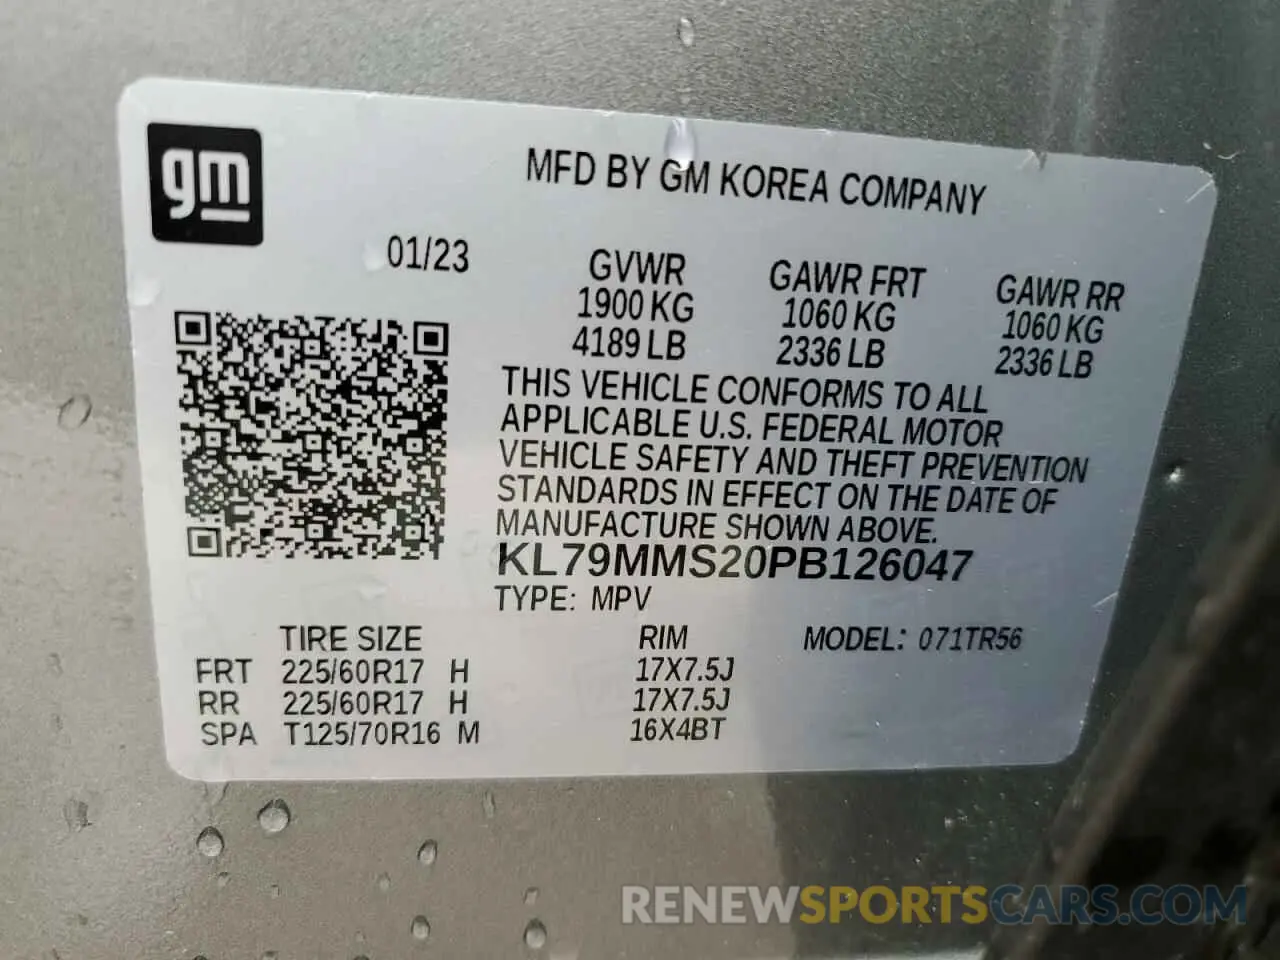 gm
MFD BY GM KOREA COMPANY
01/23
GVWR GAWR FRT GAWR RR
1900 KG 1060 KG 1060 KG
4189 LB 2336 LB 2336 LB
THIS VEHICLE CONFORMS TO ALL
APPLICABLE U.S. FEDERAL MOTOR
VEHICLE SAFETY AND THEFT PREVENTION
STANDARDS IN EFFECT ON THE DATE OF
MANUFACTURE SHOWN ABOVE.
KL79MMS20PB126047
TYPE: MPV
TIRE SIZE RIM MODEL: 071TR56
FRT 225/60R17 H 17X7.5J
RR 225/60R17 H 17X7.5J
SPA T125/70R16 M 16X4BT
RENEWSPORTSCARS.COM